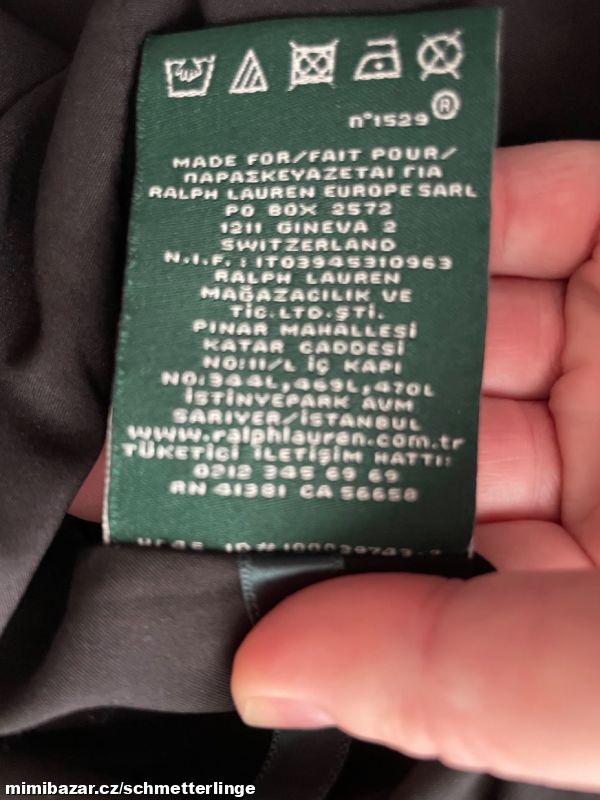 n°1529®
MADE FOR/FAIT POUR/
ΠΑΡΑΣΚΕΥΑΖΕΤΑΙ ΓΙΑ
RALPH LAUREN EUROPE SARL
PO BOX 2572
1211 GINEVA 2
SWITZERLAND
N.I.F.: IT03945310963
RALPH LAUREN
MAĞAZACILIK VE
TİC.LTD.ŞTİ.
PINAR MAHALLESİ
KATAR CADDESİ
NO:11/L İÇ KAPI
NO:344L,469L,470L
İSTİNYEPARK AVM
SARIYER/İSTANBUL
www.ralphlauren.com.tr
TÜKETİCİ İLETİŞİM HATTI:
0212 345 69 69
RN 41381 CA 56650
ID#
mimibazar.cz/schmetterlinge